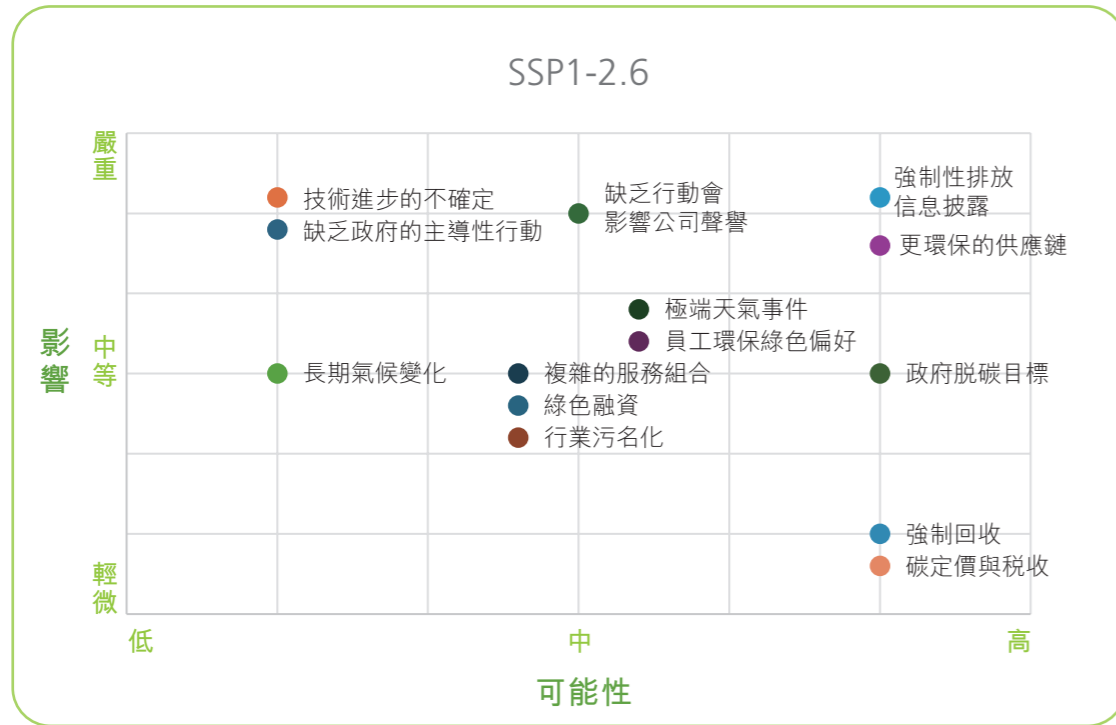 SSP1-2.6
嚴重
技術進步的不確定
缺乏政府的主導性行動
缺乏行動會
影響公司聲譽
強制性排放
信息披露
更環保的供應鏈
極端天氣事件
員工環保綠色偏好
影響
中等
長期氣候變化
複雜的服務組合
綠色融資
行業污名化
政府脱碳目標
強制回收
碳定價與税收
輕微
低
中
高
可能性